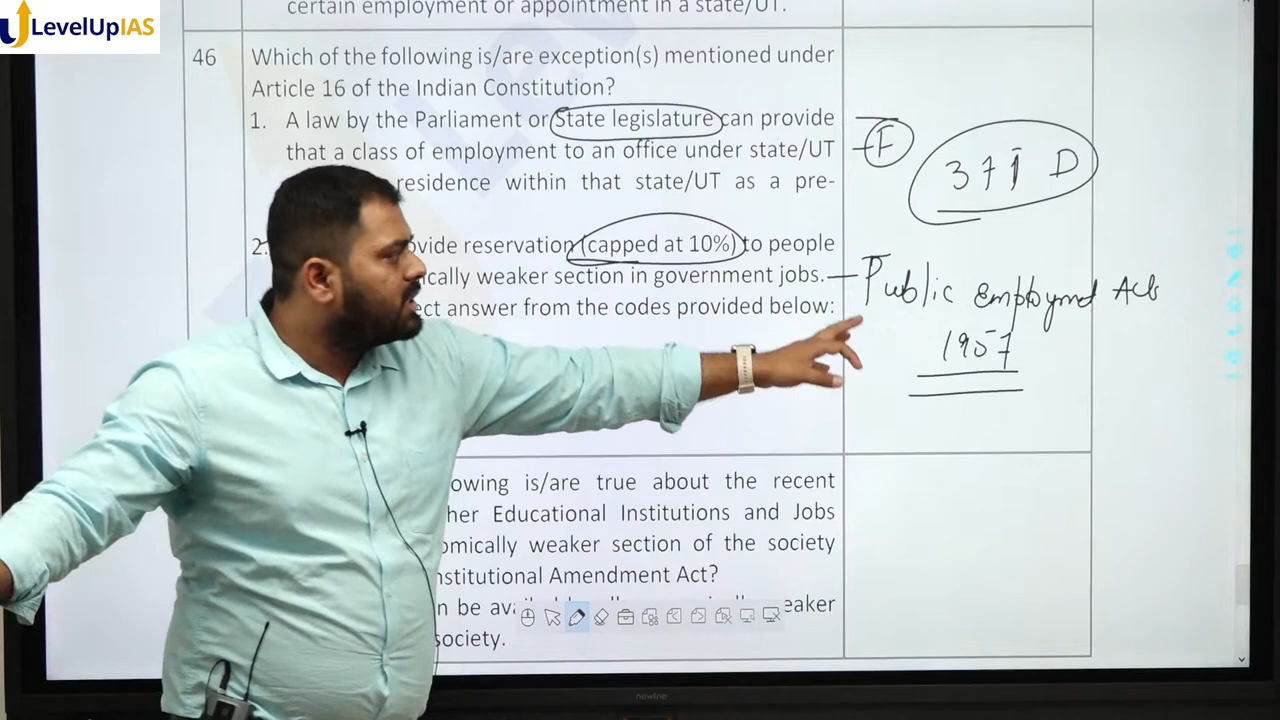 LevelUpIAS
certain employment or appointment in a state/UT.
46 Which of the following is/are exception(s) mentioned under
Article 16 of the Indian Constitution?
1. A law by the Parliament or State legislature can provide
that a class of employment to an office under state/UT
residence within that state/UT as a pre-
2. ovide reservation (capped at 10%) to people
ically weaker section in government jobs.
ect answer from the codes provided below:
F
371 D
Public Employment Acts
1957
owing is/are true about the recent
her Educational Institutions and Jobs
omically weaker section of the society
nstitutional Amendment Act?
n be
eaker
society.
newline